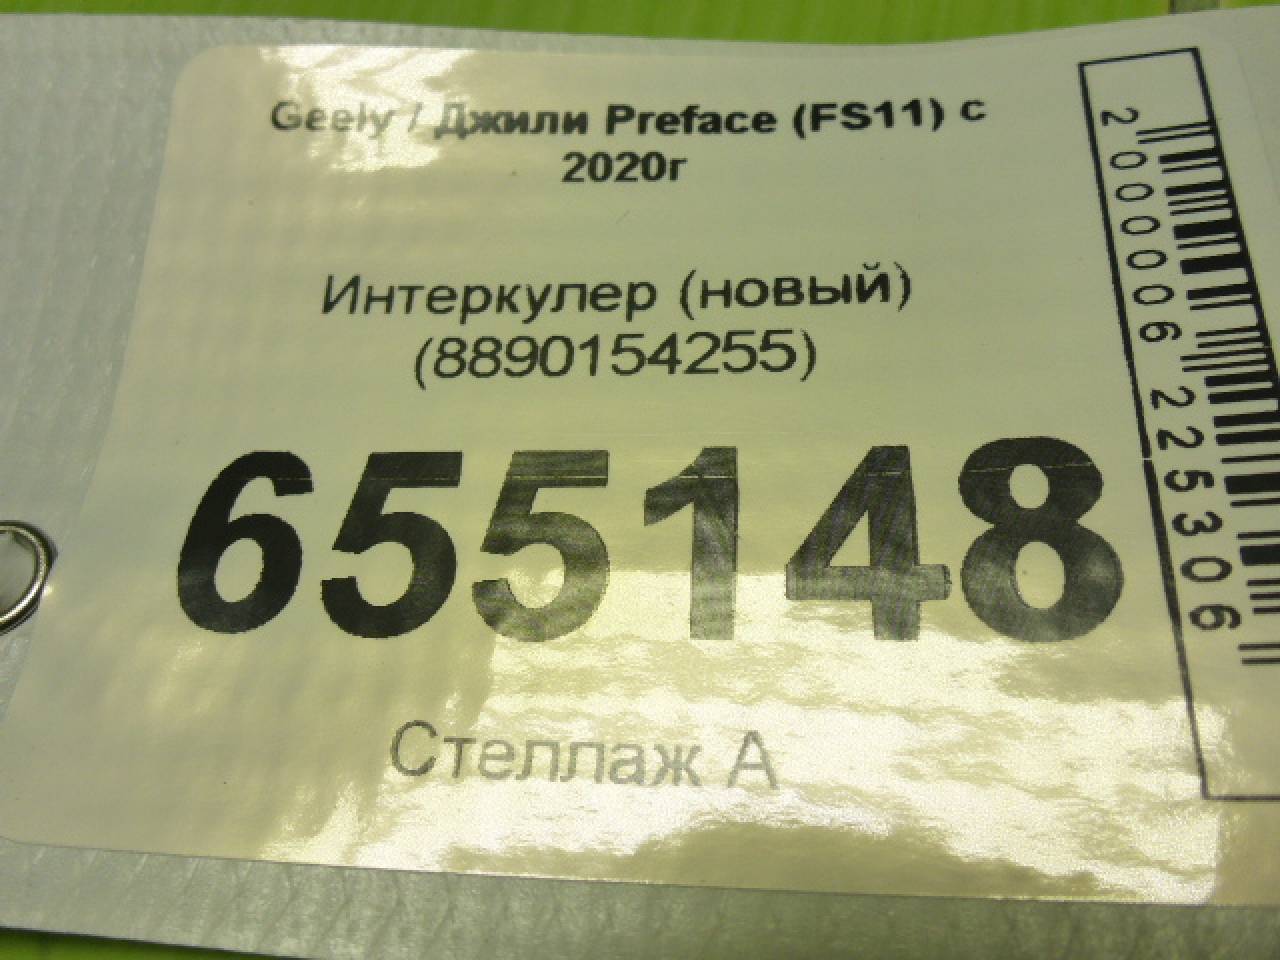 Geely / Джили Preface (FS11) с
2020г
Интеркулер (новый)
(8890154255)
655148
Стеллаж А
2000006225306